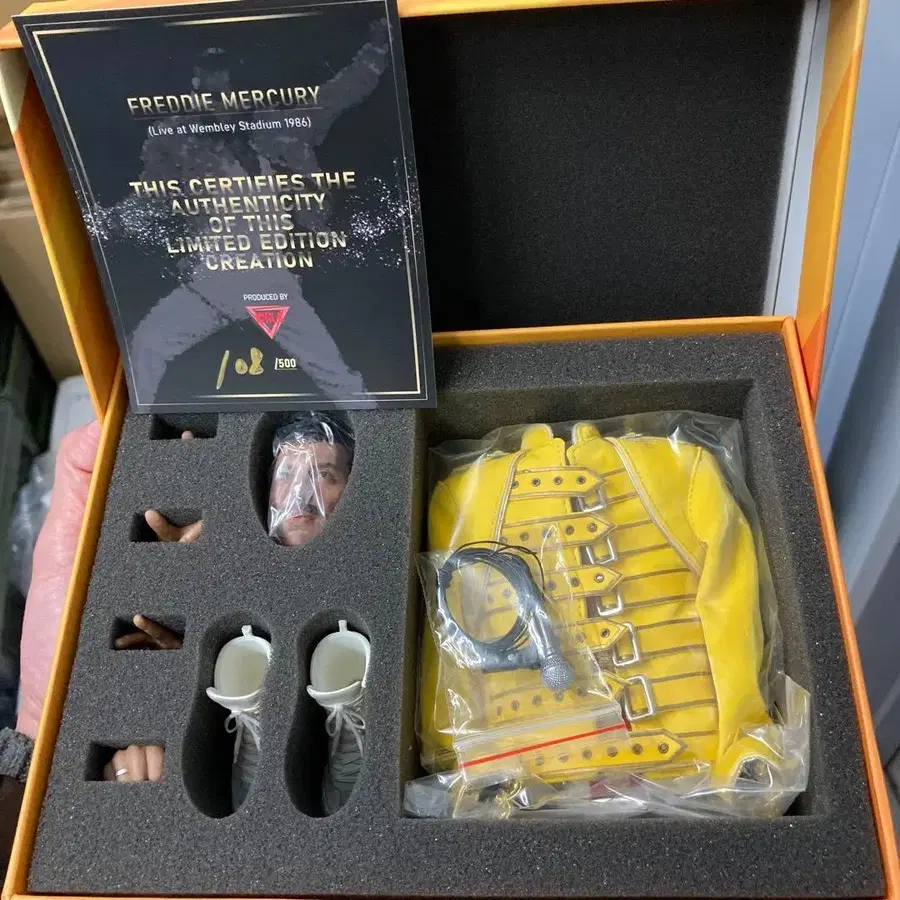 FREDDIE MERCURY
(Live at Wembley Stadium 1986)
THIS CERTIFIES THE
AUTHENTICITY
OF THIS
LIMITED EDITION
CREATION
PRODUCED BY
108 /500